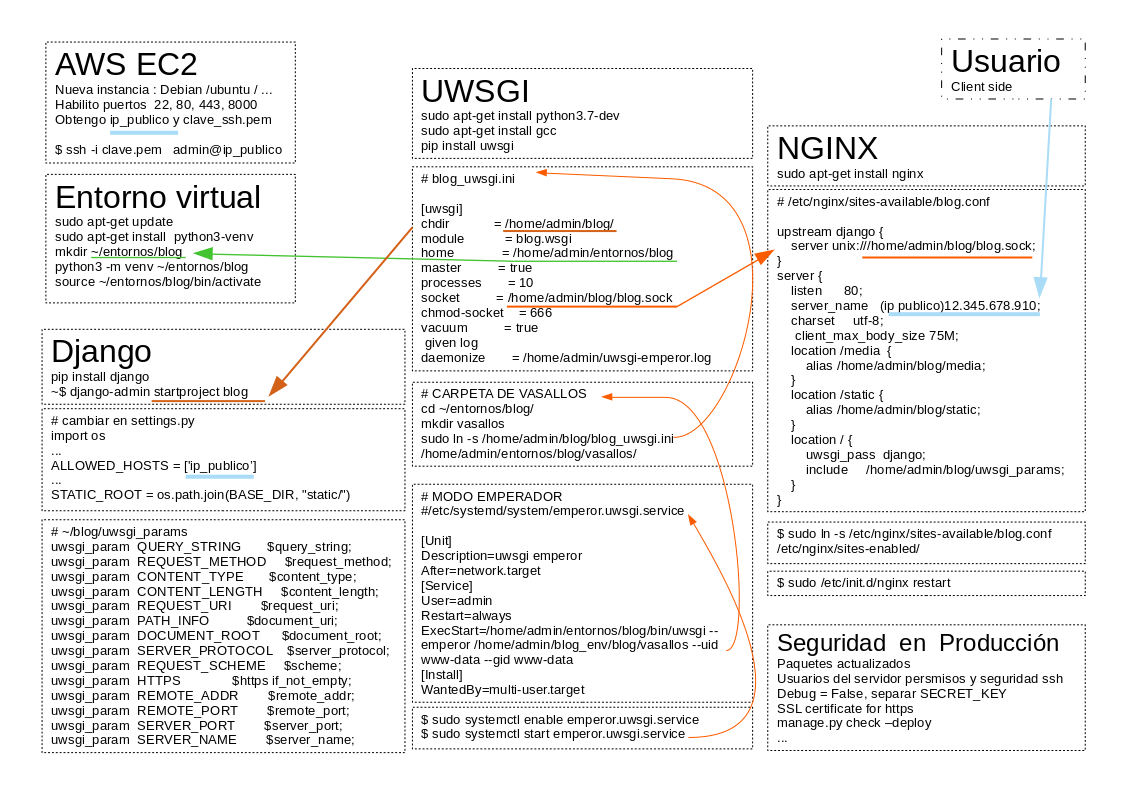 AWS EC2
Nueva instancia : Debian /ubuntu / ...
Habilito puertos  22, 80, 443, 8000
Obtengo ip_publico y clave_ssh.pem
$ ssh -i clave.pem   admin@ip_publico
Entorno virtual
sudo apt-get update
sudo apt-get install  python3-venv
mkdir ~/entornos/blog
python3 -m venv ~/entornos/blog
source ~/entornos/blog/bin/activate
Django
pip install django
~$ django-admin startproject blog
# cambiar en settings.py
import os
...
ALLOWED_HOSTS = ['ip_publico’]
...
STATIC_ROOT = os.path.join(BASE_DIR, "static/")
# ~/blog/uwsgi_params
uwsgi_param  QUERY_STRING       $query_string;
uwsgi_param  REQUEST_METHOD     $request_method;
uwsgi_param  CONTENT_TYPE       $content_type;
uwsgi_param  CONTENT_LENGTH     $content_length;
uwsgi_param  REQUEST_URI        $request_uri;
uwsgi_param  PATH_INFO          $document_uri;
uwsgi_param  DOCUMENT_ROOT      $document_root;
uwsgi_param  SERVER_PROTOCOL    $server_protocol;
uwsgi_param  REQUEST_SCHEME     $scheme;
uwsgi_param  HTTPS              $https if_not_empty;
uwsgi_param  REMOTE_ADDR        $remote_addr;
uwsgi_param  REMOTE_PORT        $remote_port;
uwsgi_param  SERVER_PORT        $server_port;
uwsgi_param  SERVER_NAME        $server_name;
UWSGI
sudo apt-get install python3.7-dev
sudo apt-get install gcc
pip install uwsgi
# blog_uwsgi.ini
[uwsgi]
chdir            = /home/admin/blog/
module           = blog.wsgi
home             = /home/admin/entornos/blog
master          = true
processes       = 10
socket          = /home/admin/blog/blog.sock
chmod-socket    = 666
vacuum          = true
given log
daemonize       = /home/admin/uwsgi-emperor.log
# CARPETA DE VASALLOS
cd ~/entornos/blog/
mkdir vasallos
sudo ln -s /home/admin/blog/blog_uwsgi.ini
/home/admin/entornos/blog/vasallos/
# MODO EMPERADOR
#/etc/systemd/system/emperor.uwsgi.service
[Unit]
Description=uwsgi emperor
After=network.target
[Service]
User=admin
Restart=always
ExecStart=/home/admin/entornos/blog/bin/uwsgi --
emperor /home/admin/blog_env/blog/vasallos --uid
www-data --gid www-data
[Install]
WantedBy=multi-user.target
$ sudo systemctl enable emperor.uwsgi.service
$ sudo systemctl start emperor.uwsgi.service
Usuario
Client side
NGINX
sudo apt-get install nginx
# /etc/nginx/sites-available/blog.conf
upstream django {
server unix:///home/admin/blog/blog.sock;
}
server {
listen      80;
server_name   (ip publico)12.345.678.910;
charset     utf-8;
client_max_body_size 75M;
location /media  {
alias /home/admin/blog/media;
}
location /static {
alias /home/admin/blog/static;
}
location / {
uwsgi_pass  django;
include     /home/admin/blog/uwsgi_params;
}
}
$ sudo ln -s /etc/nginx/sites-available/blog.conf
/etc/nginx/sites-enabled/
$ sudo /etc/init.d/nginx restart
Seguridad  en  Producción
Paquetes actualizados
Usuarios del servidor persmisos y seguridad ssh
Debug = False, separar SECRET_KEY
SSL certificate for https
manage.py check –deploy
...